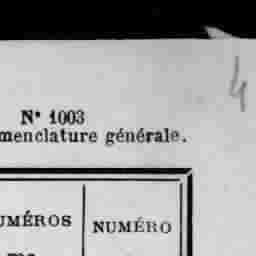 4
N° 1003
menclature générale.
UMÉROS NUMÉRO